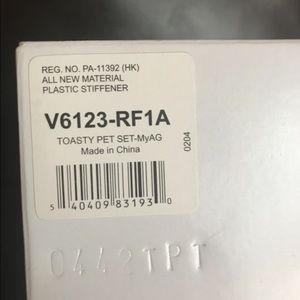 REG. NO. PA-11392 (HK)
ALL NEW MATERIAL
PLASTIC STIFFENER
V6123-RF1A
TOASTY PET SET-MyAG
Made in China
0204
5 40409 83193 0
0442TPT